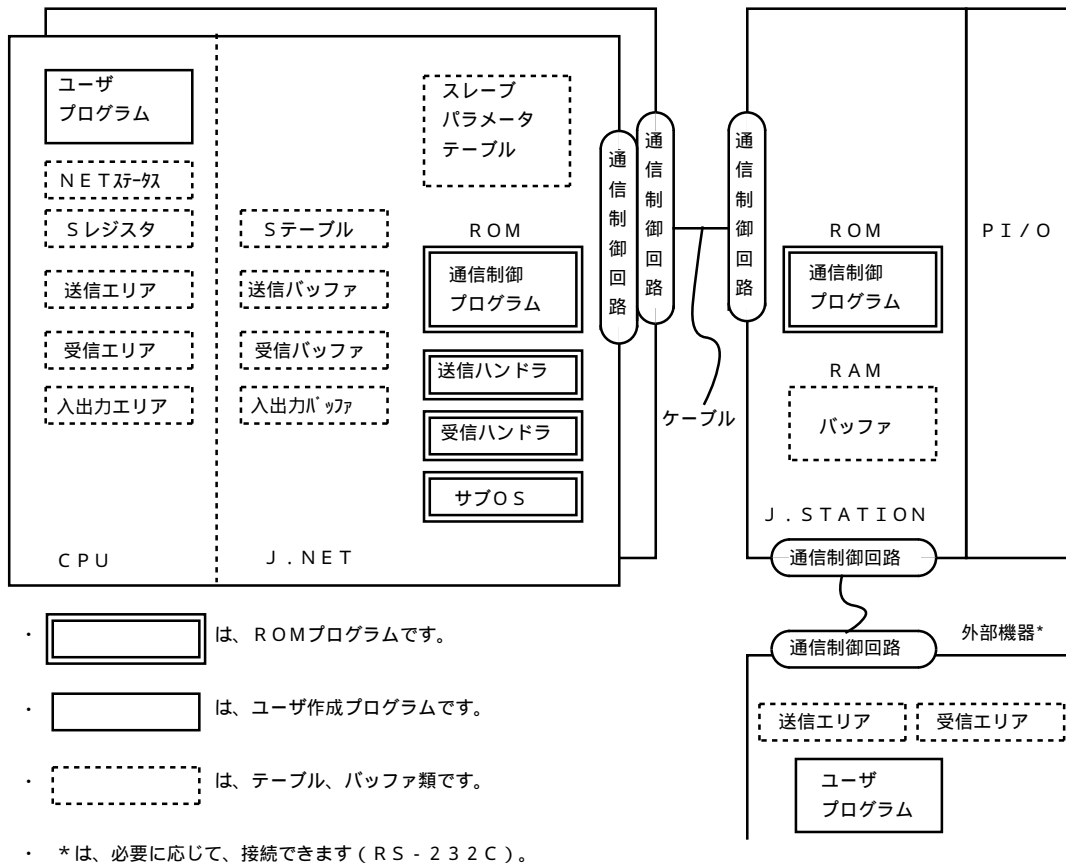 ユーザ
プログラム
NETステータス
Sレジスタ
送信エリア
受信エリア
入出力エリア
CPU
Sテーブル
送信バッファ
受信バッファ
入出力バッファ
J.NET
スレーブ
パラメータ
テーブル
ROM
通信制御
プログラム
送信ハンドラ
受信ハンドラ
サブOS
通信制御回路
通信制御回路
ケーブル
通信制御回路
ROM
通信制御
プログラム
RAM
バッファ
J.STATION
PI/O
通信制御回路
通信制御回路
外部機器*
送信エリア
受信エリア
ユーザ
プログラム
・ は、ROMプログラムです。
・ は、ユーザ作成プログラムです。
・ は、テーブル、バッファ類です。
・ *は、必要に応じて、接続できます(RS-232C)。